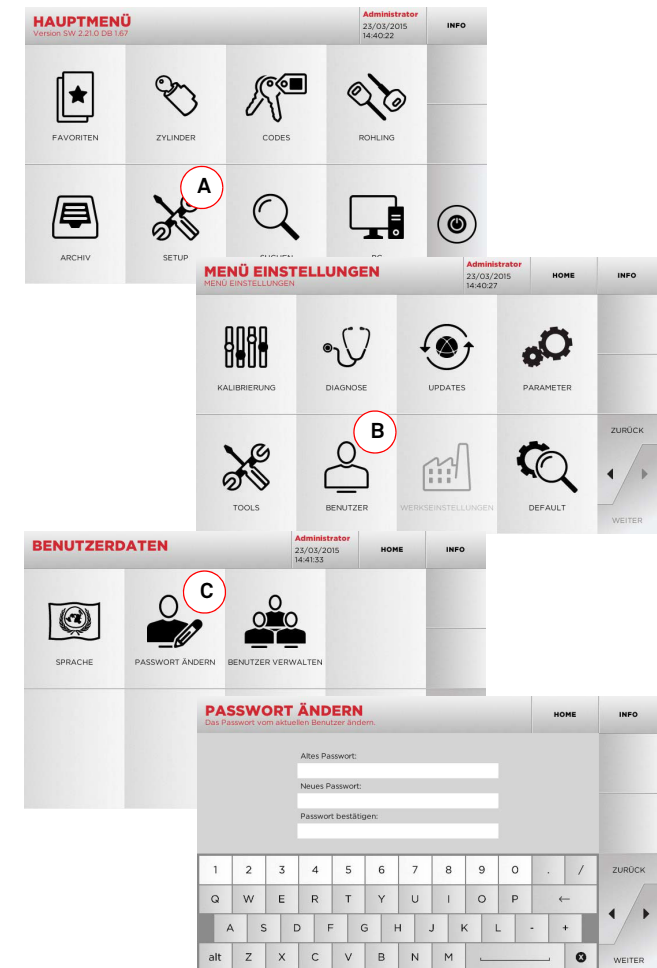 HAUPTMENÜ
Version SW 2.21.0 DB 1.67
Administrator
23/03/2015
14:40:22
INFO
FAVORITEN
ZYLINDER
CODES
ROHLING
A
ARCHIV
SETUP
MENÜ EINSTELLUNGEN
MENÜ EINSTELLUNGEN
Administrator
23/03/2015
14:40:27
HOME
INFO
KALIBRIERUNG
DIAGNOSE
UPDATES
PARAMETER
B
ZURÜCK
TOOLS
BENUTZER
WERKSEINSTELLUNGEN
DEFAULT
WEITER
BENUTZERDATEN
Administrator
23/03/2015
14:41:33
HOME
INFO
C
SPRACHE
PASSWORT ÄNDERN
BENUTZER VERWALTEN
PASSWORT ÄNDERN
Das Passwort vom aktuellen Benutzer ändern.
HOME
INFO
Altes Passwort:
Neues Passwort:
Passwort bestätigen:
1 2 3 4 5 6 7 8 9 0 . /
ZURÜCK
Q W E R T Y U I O P ←
A S D F G H J K L - +
alt Z X C V B N M
WEITER